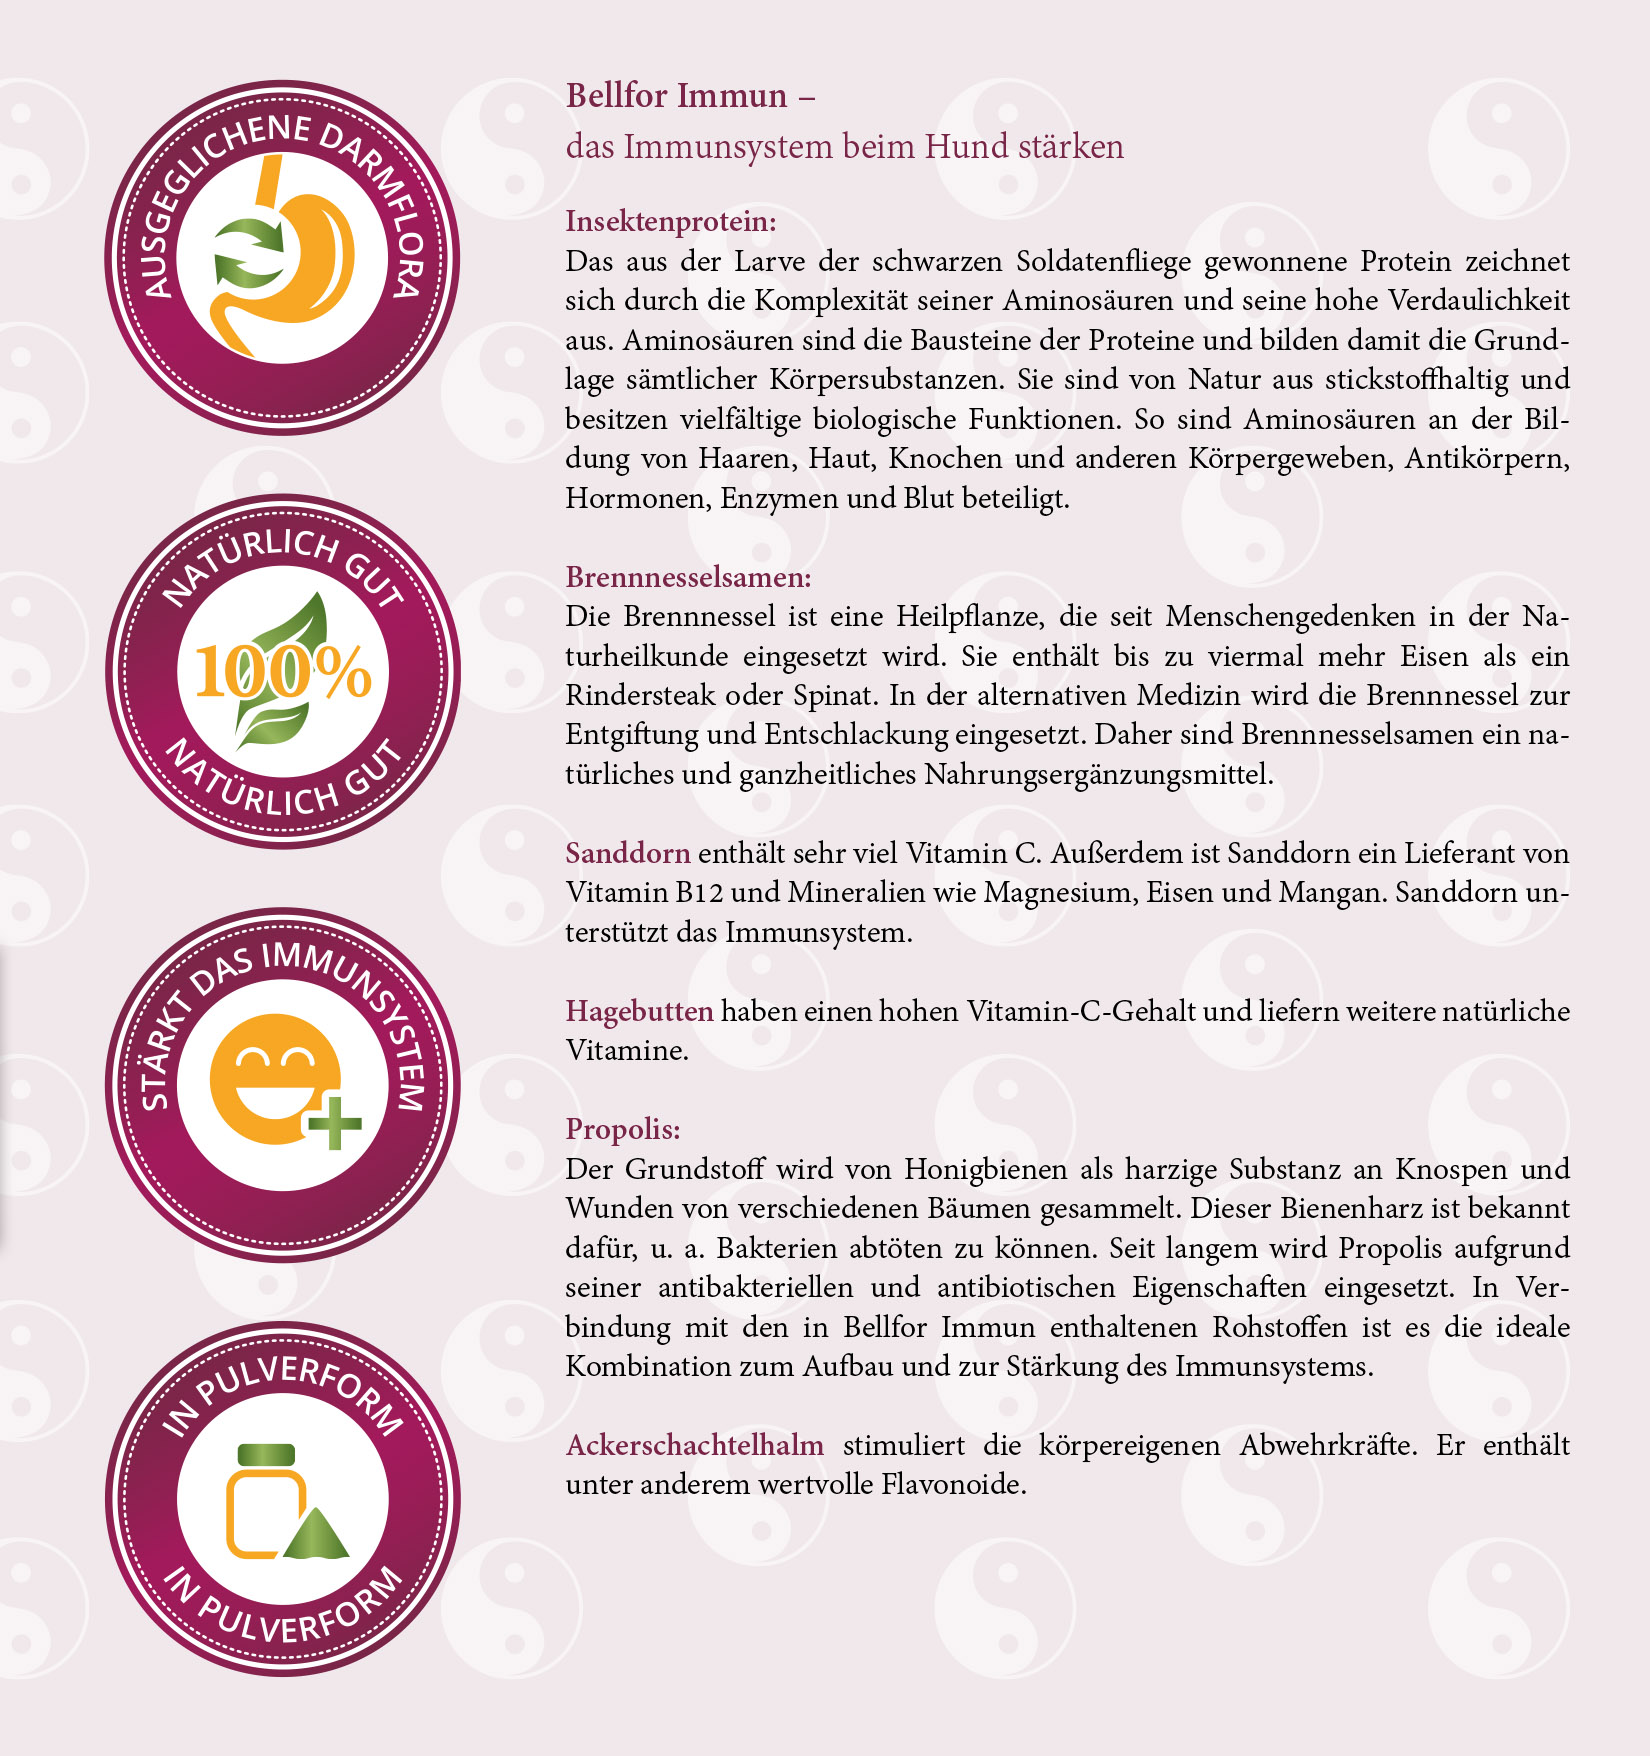 AUSGEGLICHENE DARMFLORA
NATÜRLICH GUT
100%
NATÜRLICH GUT
STÄRKT DAS IMMUNSYSTEM
IN PULVERFORM
IN PULVERFORM
Bellfor Immun –
das Immunsystem beim Hund stärken
Insektenprotein:
Das aus der Larve der schwarzen Soldatenfliege gewonnene Protein zeichnet
sich durch die Komplexität seiner Aminosäuren und seine hohe Verdaulichkeit
aus. Aminosäuren sind die Bausteine der Proteine und bilden damit die Grund-
lage sämtlicher Körpersubstanzen. Sie sind von Natur aus stickstoffhaltig und
besitzen vielfältige biologische Funktionen. So sind Aminosäuren an der Bil-
dung von Haaren, Haut, Knochen und anderen Körpergeweben, Antikörpern,
Hormonen, Enzymen und Blut beteiligt.
Brennnesselsamen:
Die Brennnessel ist eine Heilpflanze, die seit Menschengedenken in der Na-
turheilkunde eingesetzt wird. Sie enthält bis zu viermal mehr Eisen als ein
Rindersteak oder Spinat. In der alternativen Medizin wird die Brennnessel zur
Entgiftung und Entschlackung eingesetzt. Daher sind Brennnesselsamen ein na-
türliches und ganzheitliches Nahrungsergänzungsmittel.
Sanddorn enthält sehr viel Vitamin C. Außerdem ist Sanddorn ein Lieferant von
Vitamin B12 und Mineralien wie Magnesium, Eisen und Mangan. Sanddorn un-
terstützt das Immunsystem.
Hagebutten haben einen hohen Vitamin-C-Gehalt und liefern weitere natürliche
Vitamine.
Propolis:
Der Grundstoff wird von Honigbienen als harzige Substanz an Knospen und
Wunden von verschiedenen Bäumen gesammelt. Dieser Bienenharz ist bekannt
dafür, u. a. Bakterien abtöten zu können. Seit langem wird Propolis aufgrund
seiner antibakteriellen und antibiotischen Eigenschaften eingesetzt. In Ver-
bindung mit den in Bellfor Immun enthaltenen Rohstoffen ist es die ideale
Kombination zum Aufbau und zur Stärkung des Immunsystems.
Ackerschachtelhalm stimuliert die körpereigenen Abwehrkräfte. Er enthält
unter anderem wertvolle Flavonoide.